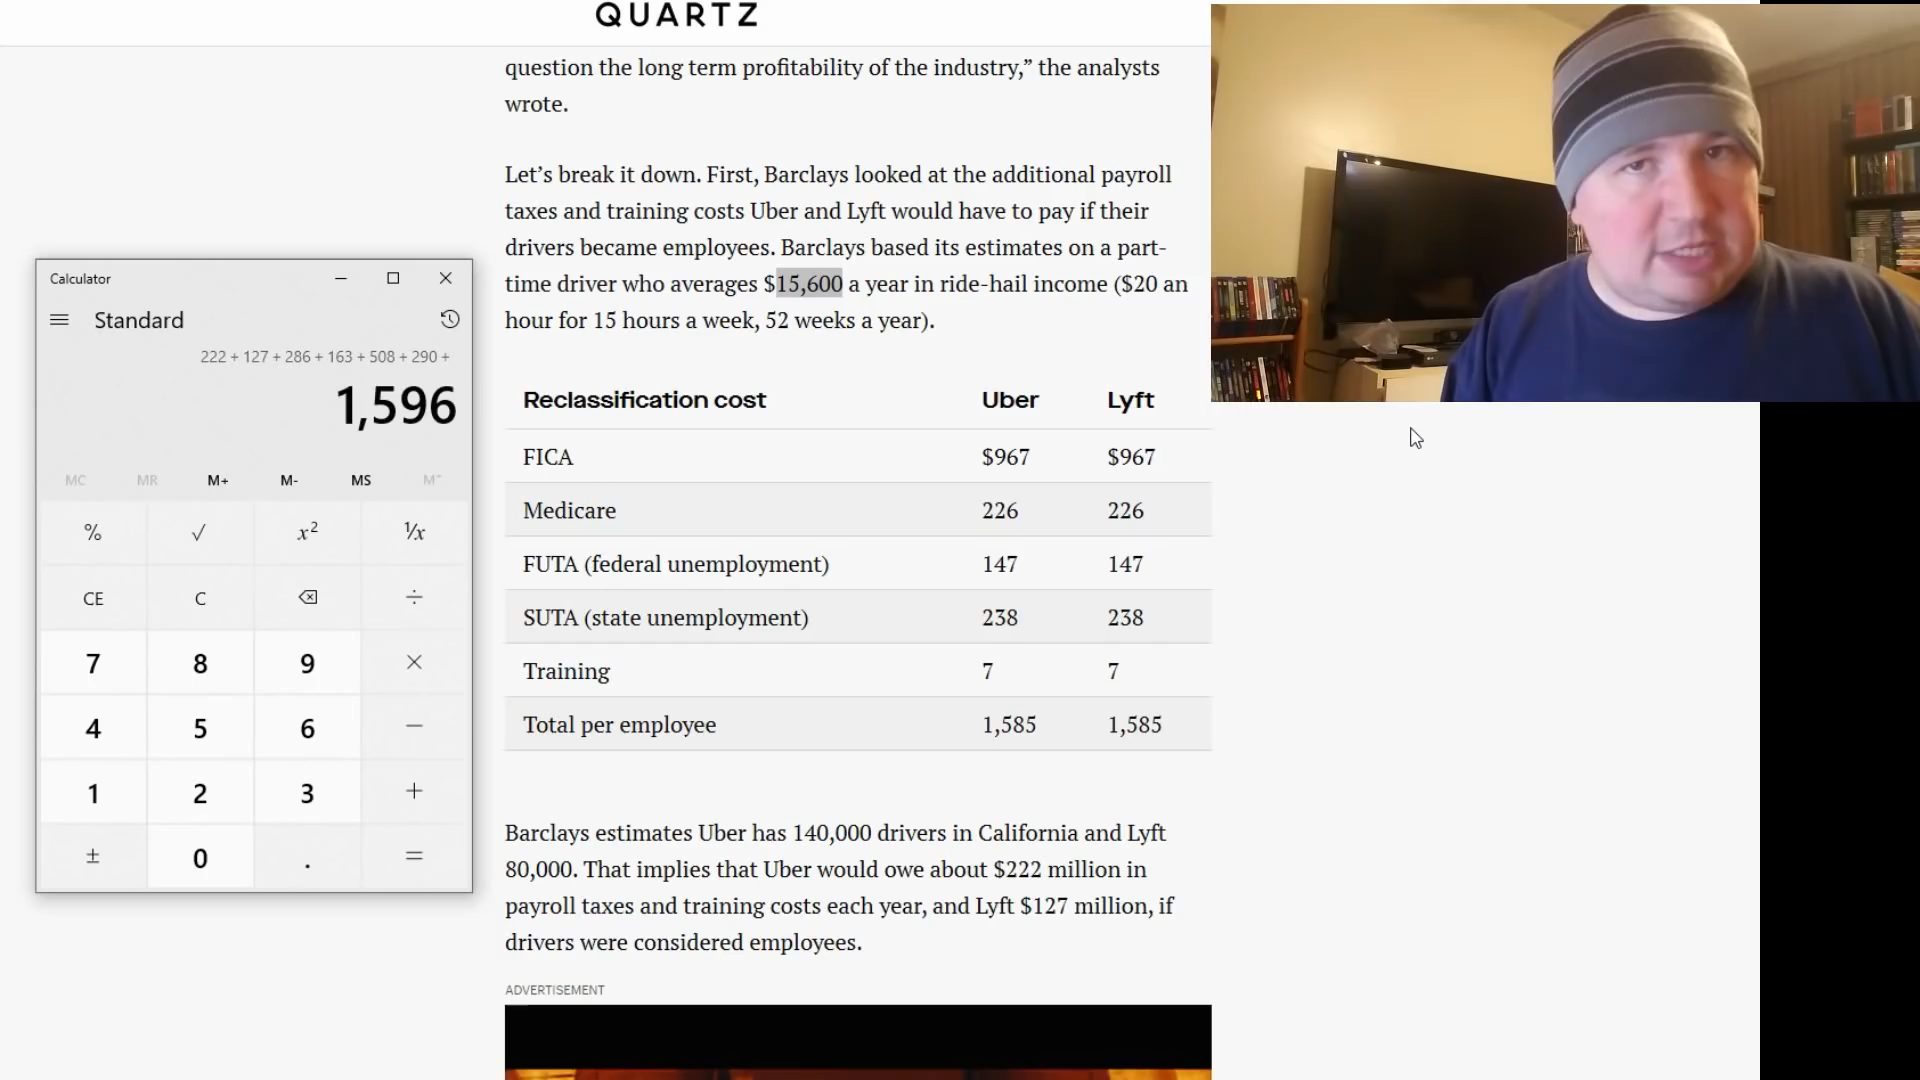 QUARTZ
question the long term profitability of the industry,” the analysts
wrote.
Let’s break it down. First, Barclays looked at the additional payroll
taxes and training costs Uber and Lyft would have to pay if their
drivers became employees. Barclays based its estimates on a part-
time driver who averages $15,600 a year in ride-hail income ($20 an
hour for 15 hours a week, 52 weeks a year).
Reclassification cost Uber Lyft
FICA $967 $967
Medicare 226 226
FUTA (federal unemployment) 147 147
SUTA (state unemployment) 238 238
Training 7 7
Total per employee 1,585 1,585
Barclays estimates Uber has 140,000 drivers in California and Lyft
80,000. That implies that Uber would owe about $222 million in
payroll taxes and training costs each year, and Lyft $127 million, if
drivers were considered employees.
ADVERTISEMENT
Calculator
Standard
222 + 127 + 286 + 163 + 508 + 290 +
1,596
MC MR M+ M- MS M˅
% √ x² ¹/x
CE C ÷
7 8 9 ×
4 5 6 −
1 2 3 +
± 0 . =